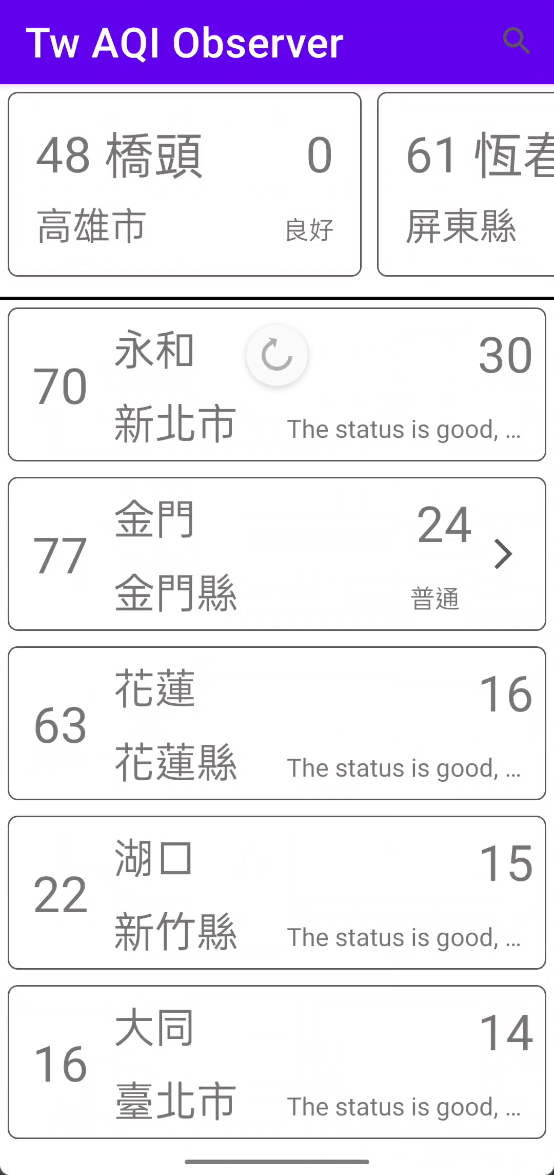 Tw AQI Observer
48 橋頭 0
高雄市 良好
61 恆春
屏東縣
70 永和 30
新北市 The status is good, ...
77 金門 24
金門縣 普通
63 花蓮 16
花蓮縣 The status is good, ...
22 湖口 15
新竹縣 The status is good, ...
16 大同 14
臺北市 The status is good, ...